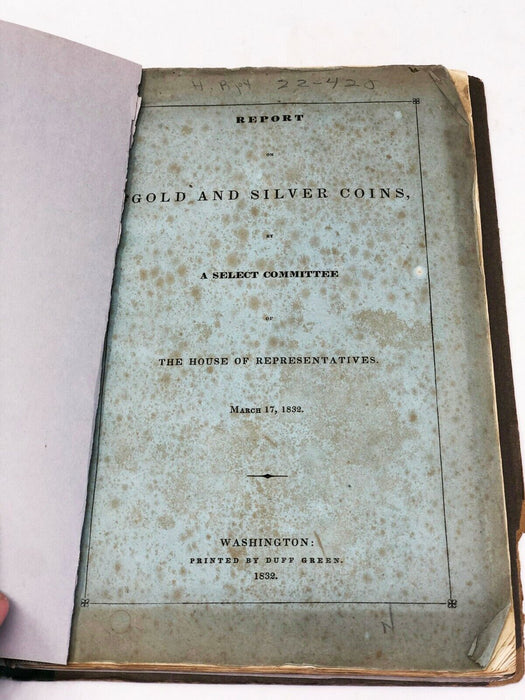 H. Rpt 22-420
REPORT
ON
GOLD AND SILVER COINS,
BY
A SELECT COMMITTEE
OF
THE HOUSE OF REPRESENTATIVES.
MARCH 17, 1832.
WASHINGTON:
PRINTED BY DUFF GREEN.
1832.
N